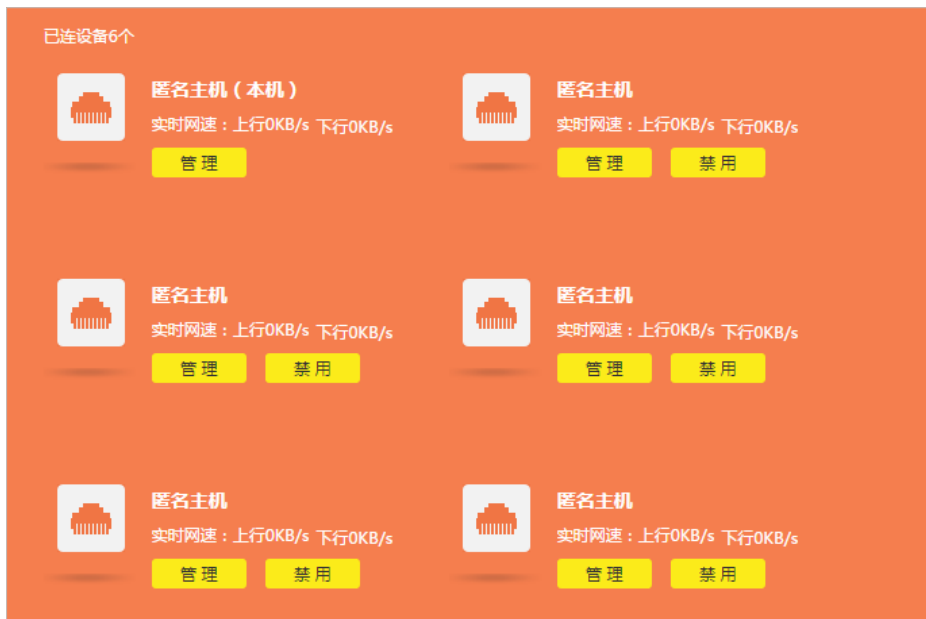 已连设备6个
匿名主机（本机）
实时网速：上行0KB/s 下行0KB/s
管 理
匿名主机
实时网速：上行0KB/s 下行0KB/s
管 理 禁 用
匿名主机
实时网速：上行0KB/s 下行0KB/s
管 理 禁 用
匿名主机
实时网速：上行0KB/s 下行0KB/s
管 理 禁 用
匿名主机
实时网速：上行0KB/s 下行0KB/s
管 理 禁 用
匿名主机
实时网速：上行0KB/s 下行0KB/s
管 理 禁 用